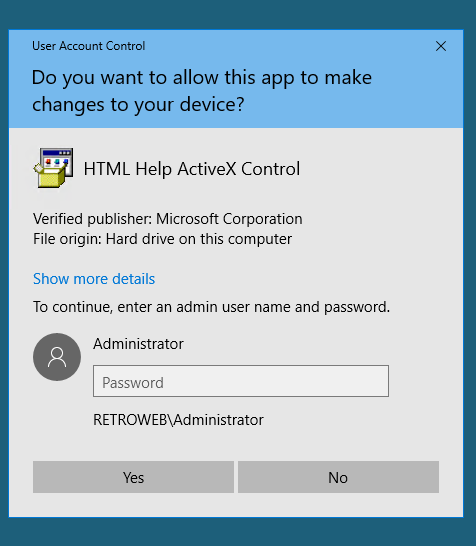 User Account Control
Do you want to allow this app to make
changes to your device?
HTML Help ActiveX Control
Verified publisher: Microsoft Corporation
File origin: Hard drive on this computer
Show more details
To continue, enter an admin user name and password.
Administrator
Password
RETROWEB\Administrator
Yes
No